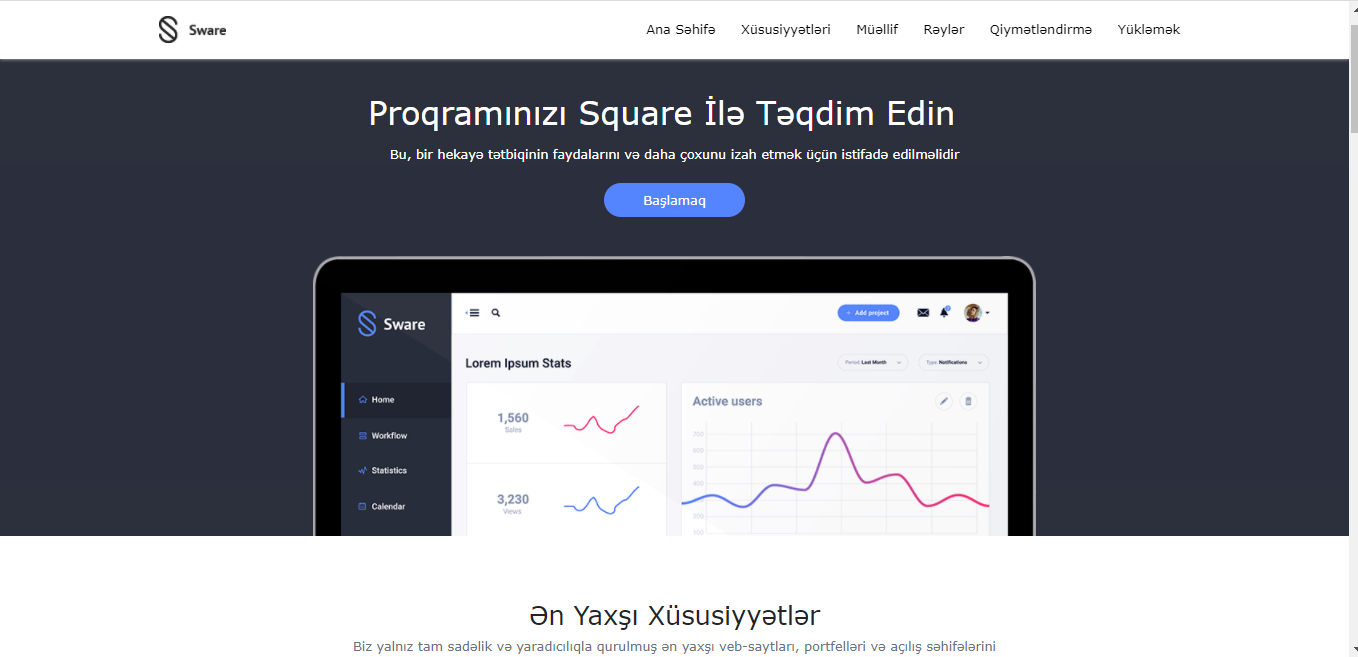 Sware
Ana Səhifə Xüsusiyyətləri Müəllif Rəylər Qiymətləndirmə Yükləmək
Proqramınızı Square İlə Təqdim Edin
Bu, bir hekayə tətbiqinin faydalarını və daha çoxunu izah etmək üçün istifadə edilməlidir
Başlamaq
Sware
+ Add project
Lorem Ipsum Stats
Period: Last Month
Type: Notifications
Home
Workflow
Statistics
Calendar
1,560
Sales
3,230
Views
Active users
700
600
500
400
300
200
100
Ən Yaxşı Xüsusiyyətlər
Biz yalnız tam sadəlik və yaradıcılıqla qurulmuş ən yaxşı veb-saytları, portfelləri və açılış səhifələrini